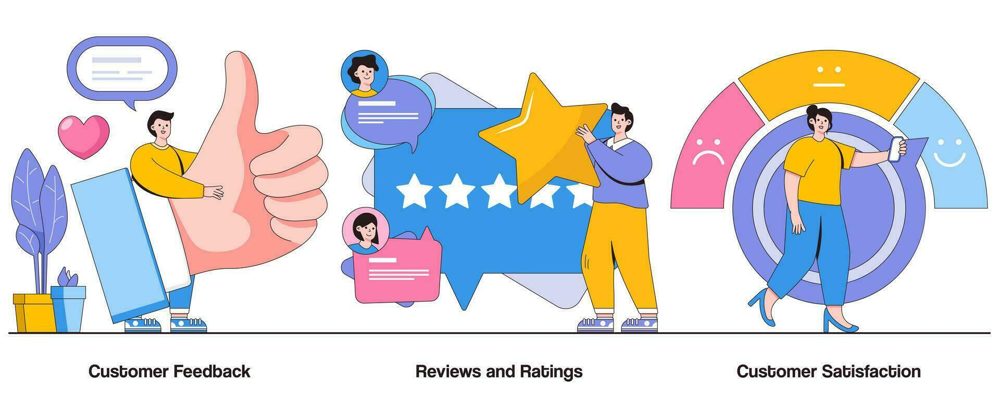 Customer Feedback
Reviews and Ratings
Customer Satisfaction